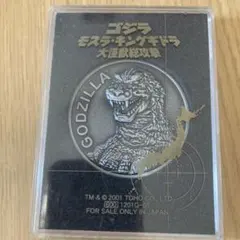 ゴジラ
モスラ・キングギドラ
大怪獣総攻撃
GODZILLA
TM & © 2001 TOHO CO., LTD.
FOR SALE ONLY IN JAPAN